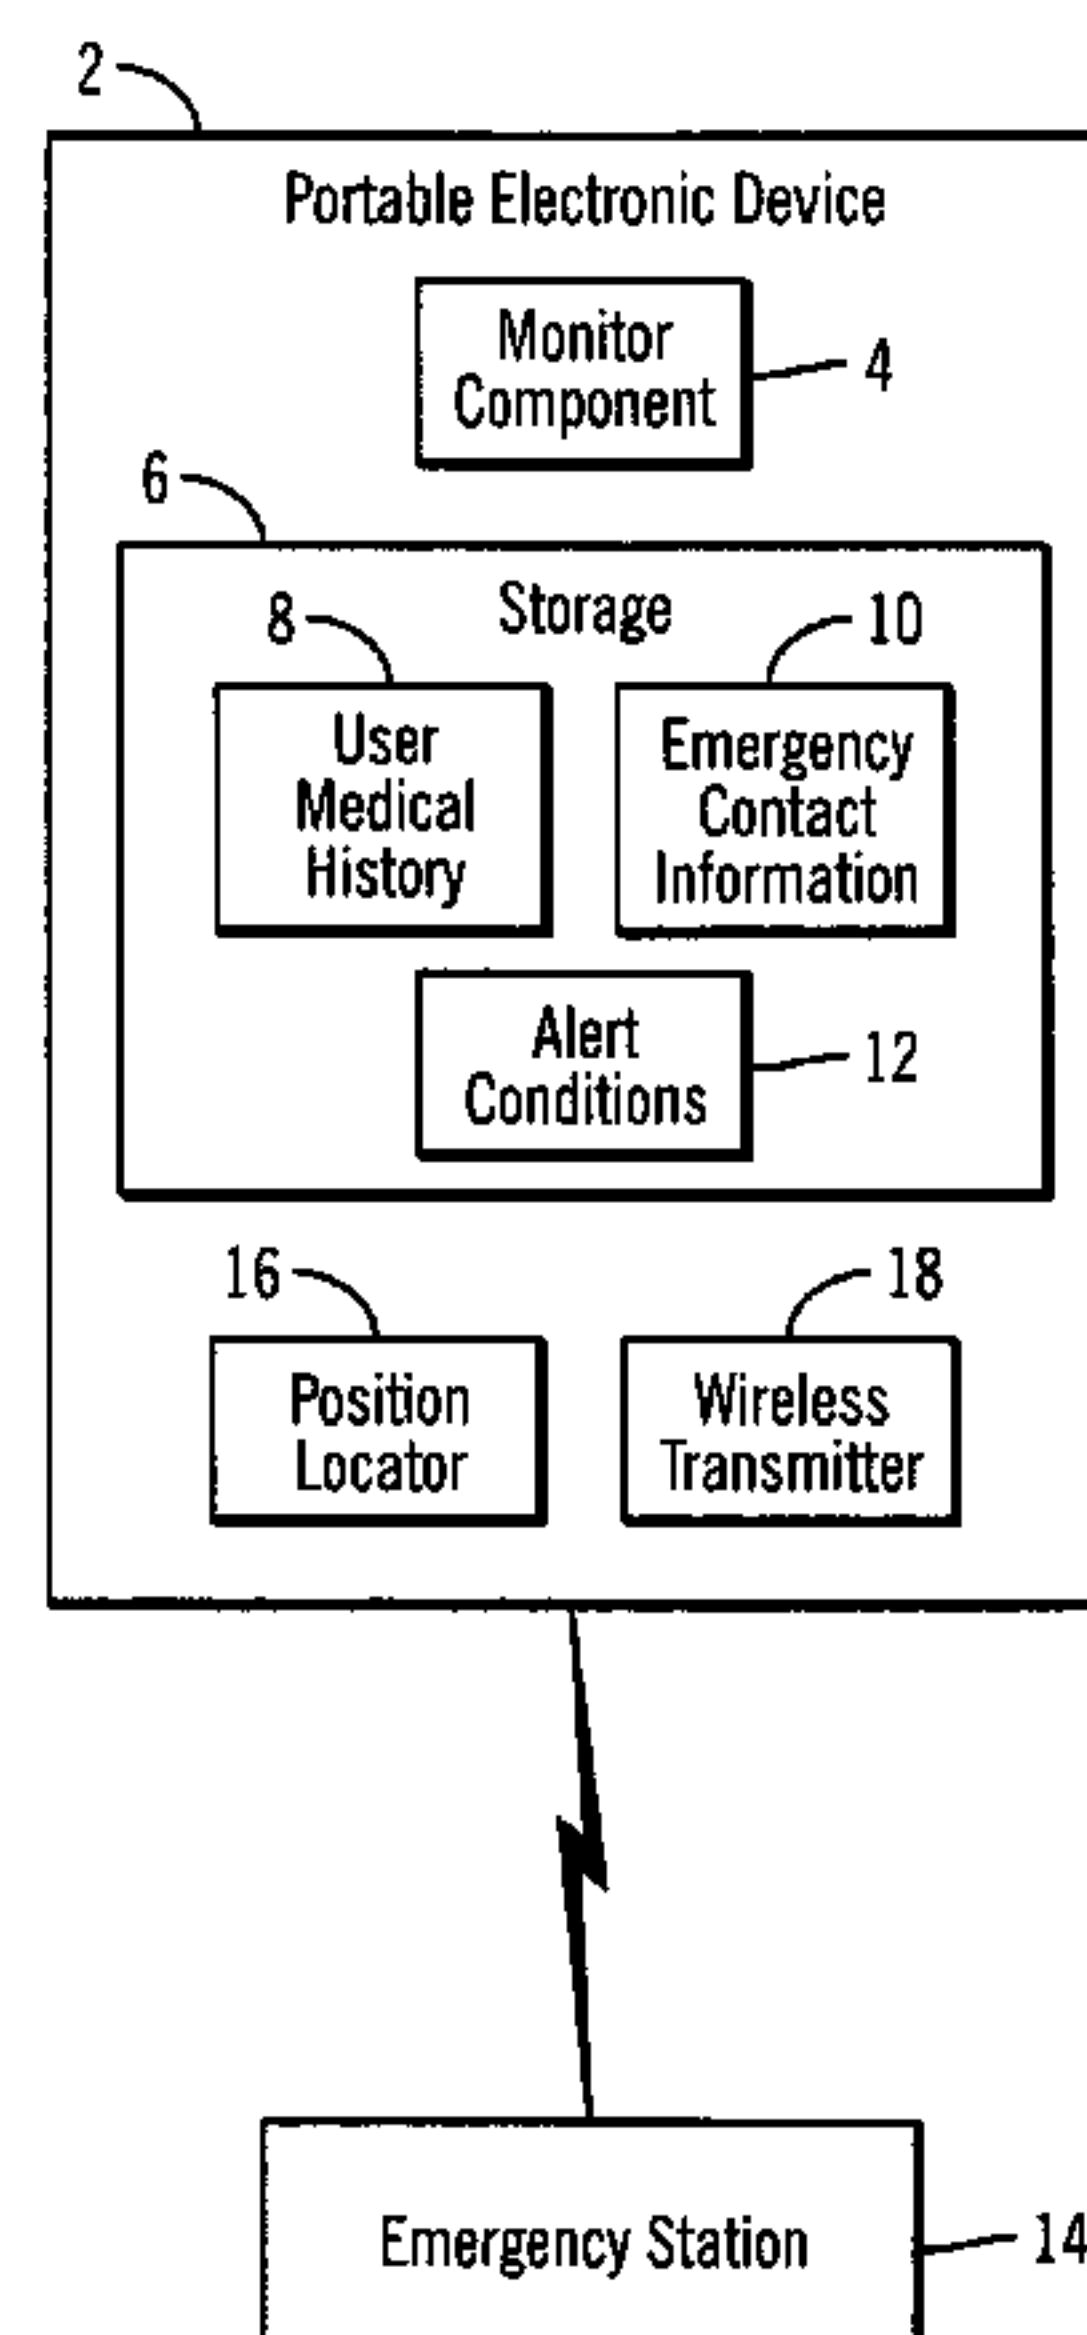 2
Portable Electronic Device
Monitor
Component
4
6
Storage
8
10
User
Medical
History
Emergency
Contact
Information
Alert
Conditions
12
16
18
Position
Locator
Wireless
Transmitter
Emergency Station
14